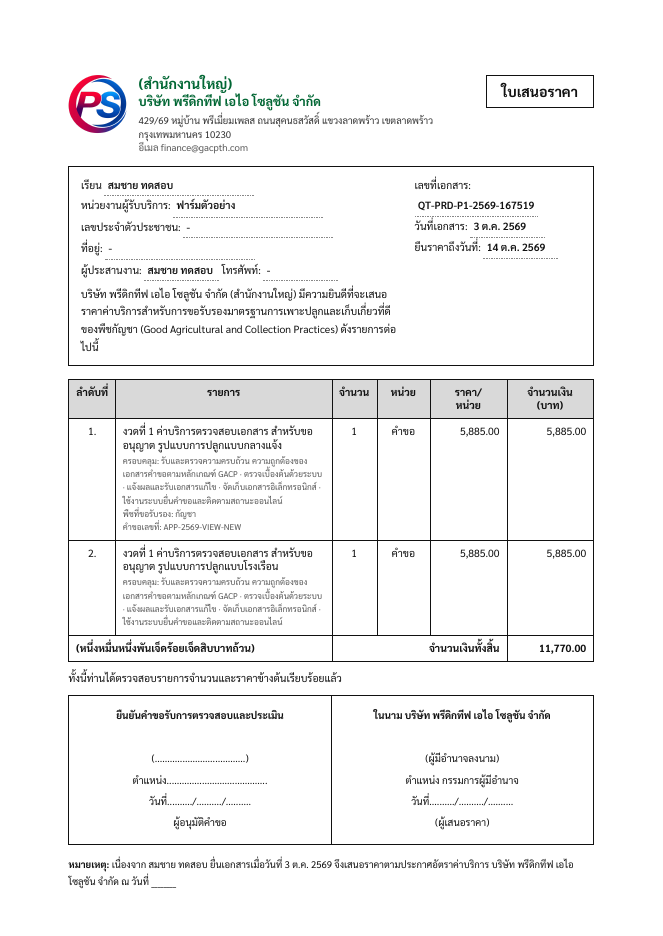 PS
(สำนักงานใหญ่)
บริษัท พรีดิกทีฟ เอไอ โซลูชัน จำกัด
429/69 หมู่บ้าน พรีเมี่ยมเพลส ถนนสุคนธสวัสดิ์ แขวงลาดพร้าว เขตลาดพร้าว
กรุงเทพมหานคร 10230
อีเมล finance@gacpth.com
ใบเสนอราคา
เรียน สมชาย ทดสอบ
หน่วยงานผู้รับบริการ: ฟาร์มตัวอย่าง
เลขประจำตัวประชาชน: -
ที่อยู่: -
ผู้ประสานงาน: สมชาย ทดสอบ โทรศัพท์: -
บริษัท พรีดิกทีฟ เอไอ โซลูชัน จำกัด (สำนักงานใหญ่) มีความยินดีที่จะเสนอ
ราคาค่าบริการสำหรับการขอรับรองมาตรฐานการเพาะปลูกและเก็บเกี่ยวที่ดี
ของพืชกัญชา (Good Agricultural and Collection Practices) ดังรายการต่อ
ไปนี้
เลขที่เอกสาร:
QT-PRD-P1-2569-167519
วันที่เอกสาร: 3 ต.ค. 2569
ยืนราคาถึงวันที่: 14 ต.ค. 2569
ลำดับที่ รายการ จำนวน หน่วย ราคา/ จำนวนเงิน
หน่วย (บาท)
1. งวดที่ 1 ค่าบริการตรวจสอบเอกสาร สำหรับขอ 1 คำขอ 5,885.00 5,885.00
อนุญาต รูปแบบการปลูกแบบกลางแจ้ง
ครอบคลุม: รับและตรวจความครบถ้วน ความถูกต้องของ
เอกสารคำขอตามหลักเกณฑ์ GACP · ตรวจเบื้องต้นด้วยระบบ
· แจ้งผลและรับเอกสารแก้ไข · จัดเก็บเอกสารอิเล็กทรอนิกส์ ·
ใช้งานระบบยื่นคำขอและติดตามสถานะออนไลน์
พืชที่ขอรับรอง: กัญชา
คำขอเลขที่: APP-2569-VIEW-NEW
2. งวดที่ 1 ค่าบริการตรวจสอบเอกสาร สำหรับขอ 1 คำขอ 5,885.00 5,885.00
อนุญาต รูปแบบการปลูกแบบโรงเรือน
ครอบคลุม: รับและตรวจความครบถ้วน ความถูกต้องของ
เอกสารคำขอตามหลักเกณฑ์ GACP · ตรวจเบื้องต้นด้วยระบบ
· แจ้งผลและรับเอกสารแก้ไข · จัดเก็บเอกสารอิเล็กทรอนิกส์ ·
ใช้งานระบบยื่นคำขอและติดตามสถานะออนไลน์
(หนึ่งหมื่นหนึ่งพันเจ็ดร้อยเจ็ดสิบบาทถ้วน) จำนวนเงินทั้งสิ้น 11,770.00
ทั้งนี้ท่านได้ตรวจสอบรายการจำนวนและราคาข้างต้นเรียบร้อยแล้ว
ยืนยันคำขอรับการตรวจสอบและประเมิน
(....................................)
ตำแหน่ง........................................
วันที่........../........./..........
ผู้อนุมัติคำขอ
ในนาม บริษัท พรีดิกทีฟ เอไอ โซลูชัน จำกัด
(ผู้มีอำนาจลงนาม)
ตำแหน่ง กรรมการผู้มีอำนาจ
วันที่........../........./..........
(ผู้เสนอราคา)
หมายเหตุ: เนื่องจาก สมชาย ทดสอบ ยื่นเอกสารเมื่อวันที่ 3 ต.ค. 2569 จึงเสนอราคาตามประกาศอัตราค่าบริการ บริษัท พรีดิกทีฟ เอไอ
โซลูชัน จำกัด ณ วันที่ _____